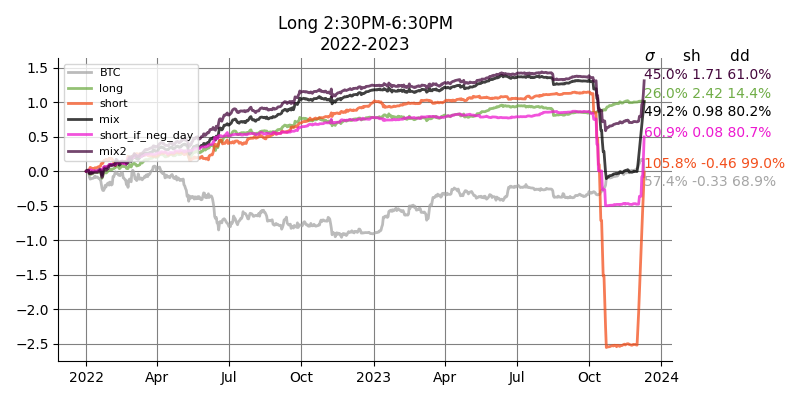 Long 2:30PM-6:30PM
2022-2023
σ sh dd
45.0% 1.71 61.0%
26.0% 2.42 14.4%
49.2% 0.98 80.2%
60.9% 0.08 80.7%
105.8% -0.46 99.0%
57.4% -0.33 68.9%
BTC
long
short
mix
short_if_neg_day
mix2
1.5
1.0
0.5
0.0
−0.5
−1.0
−1.5
−2.0
−2.5
2022 Apr Jul Oct 2023 Apr Jul Oct 2024